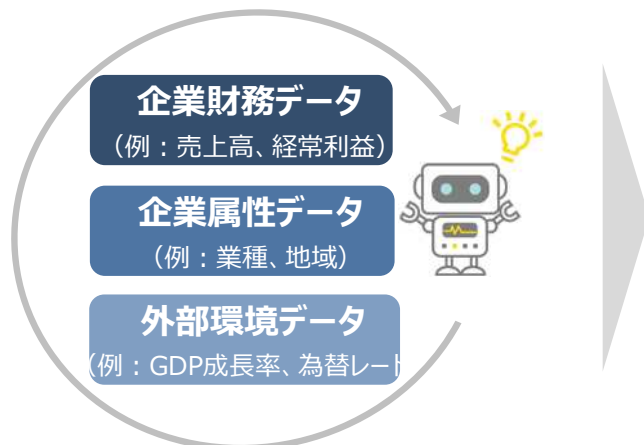 企業財務データ
（例：売上高、経常利益）
企業属性データ
（例：業種、地域）
外部環境データ
（例：GDP成長率、為替レート